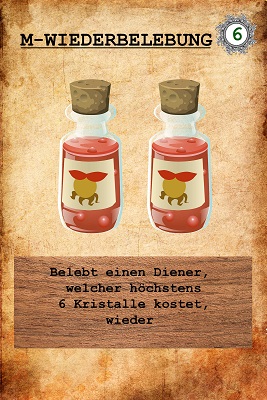 M-WIEDERBELEBUNG 6
Belebt einen Diener,
welcher höchstens
6 Kristalle kostet,
wieder